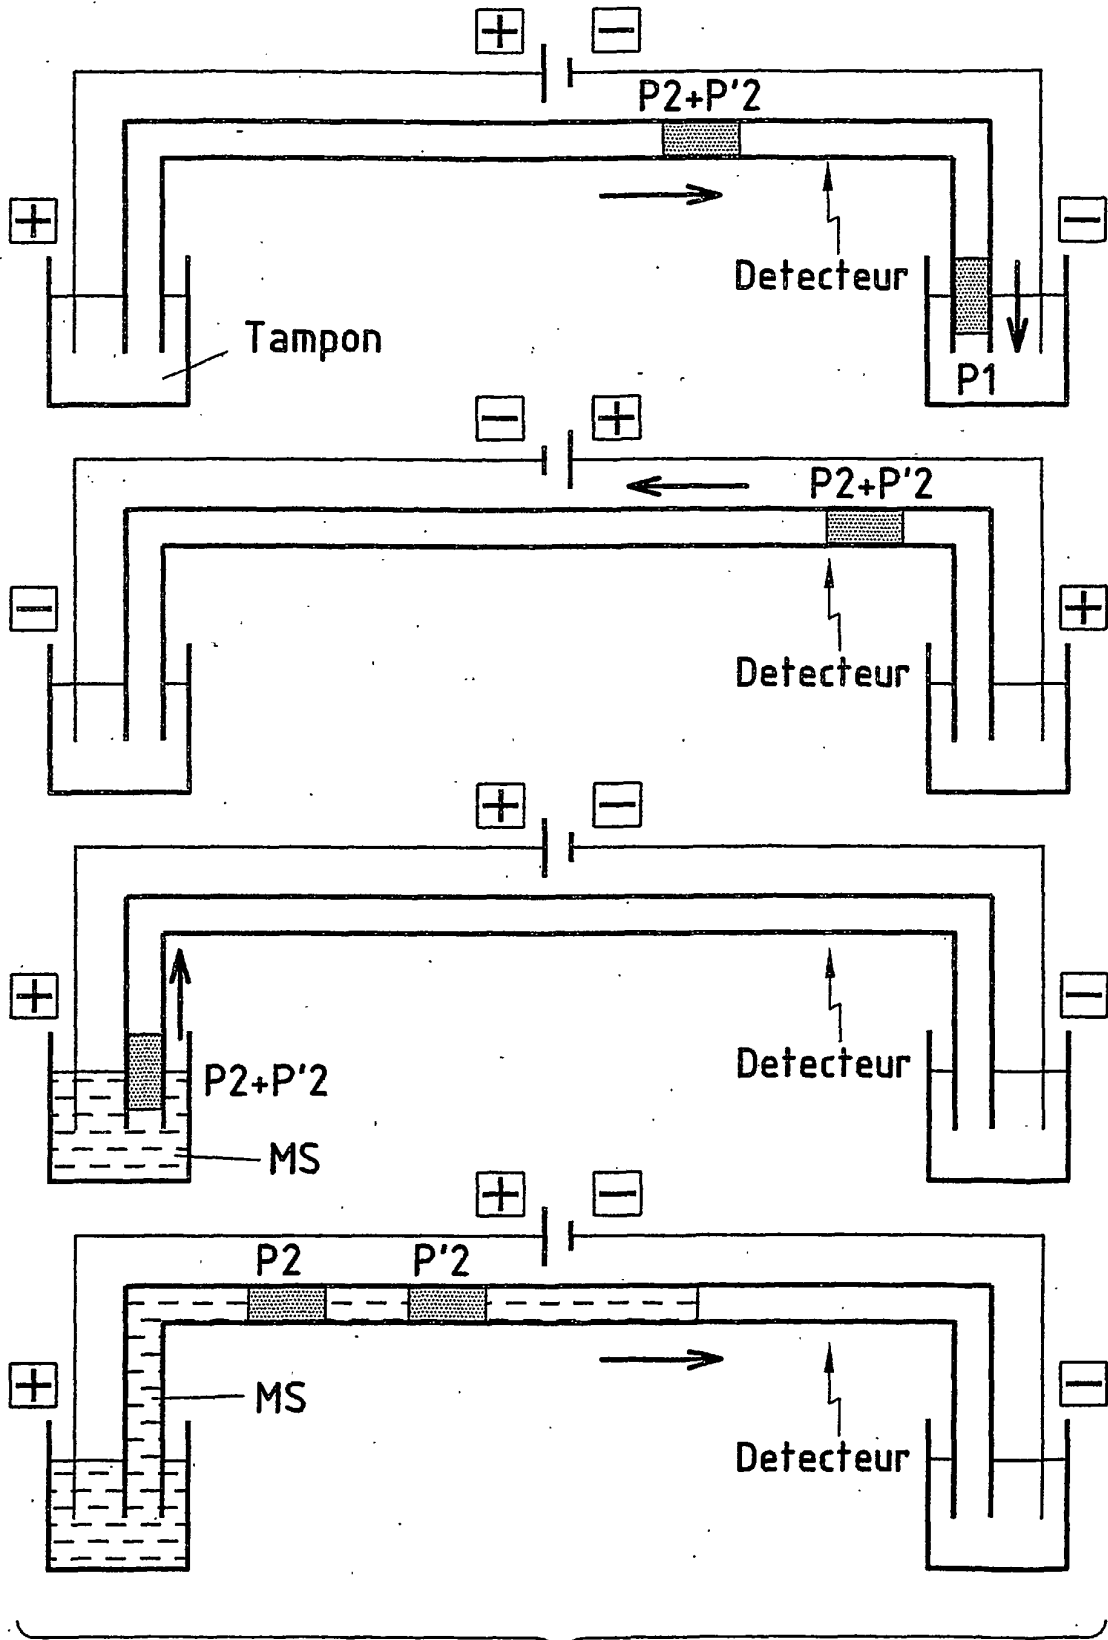 + −
P2+P'2
+ −
Detecteur
Tampon
P1
− +
P2+P'2
− +
Detecteur
+ −
+ −
Detecteur
P2+P'2
MS
+ −
P2 P'2
+ −
MS
Detecteur